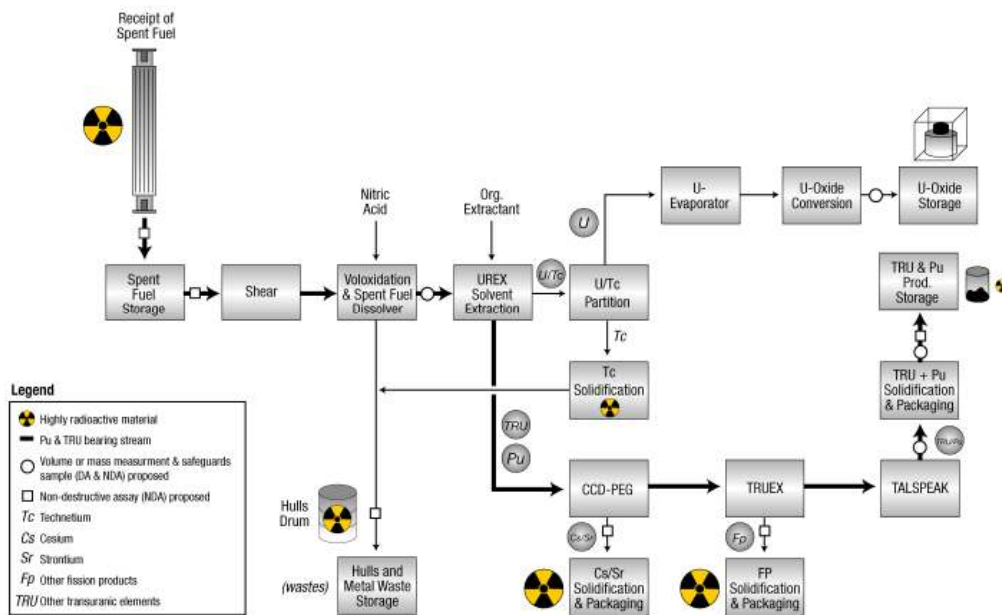 Receipt of
Spent Fuel
Nitric
Acid
Org.
Extractant
U
U-
Evaporator
U-Oxide
Conversion
U-Oxide
Storage
Spent
Fuel
Storage
Shear
Voloxidation
& Spent Fuel
Dissolver
UREX
Solvent
Extraction
U/Tc
U/Tc
Partition
TRU & Pu
Prod.
Storage
Tc
Tc
Solidification
TRU + Pu
Solidification
& Packaging
TRU
Pu
TRU/Pu
CCD-PEG
TRUEX
TALSPEAK
Hulls
Drum
Cs/Sr
Fp
(wastes)
Hulls and
Metal Waste
Storage
Cs/Sr
Solidification
& Packaging
FP
Solidification
& Packaging
Legend
Highly radioactive material
Pu & TRU bearing stream
Volume or mass measurment & safeguards
sample (DA & NDA) proposed
Non-destructive assay (NDA) proposed
Tc Technetium
Cs Cesium
Sr Strontium
Fp Other fission products
TRU Other transuranic elements